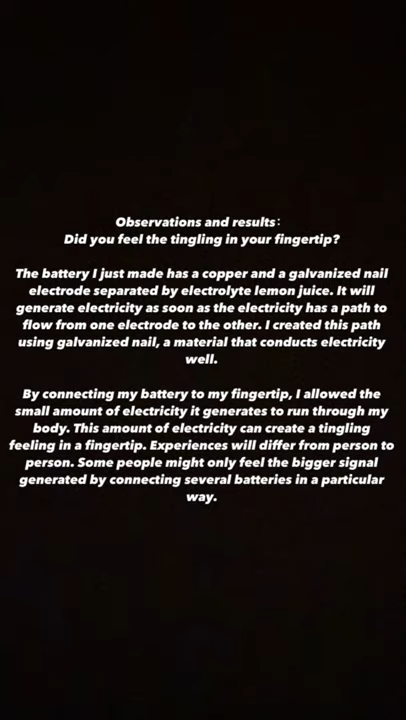 Observations and results:
Did you feel the tingling in your fingertip?
The battery I just made has a copper and a galvanized nail
electrode separated by electrolyte lemon juice. It will
generate electricity as soon as the electricity has a path to
flow from one electrode to the other. I created this path
using galvanized nail, a material that conducts electricity
well.
By connecting my battery to my fingertip, I allowed the
small amount of electricity it generates to run through my
body. This amount of electricity can create a tingling
feeling in a fingertip. Experiences will differ from person to
person. Some people might only feel the bigger signal
generated by connecting several batteries in a particular
way.